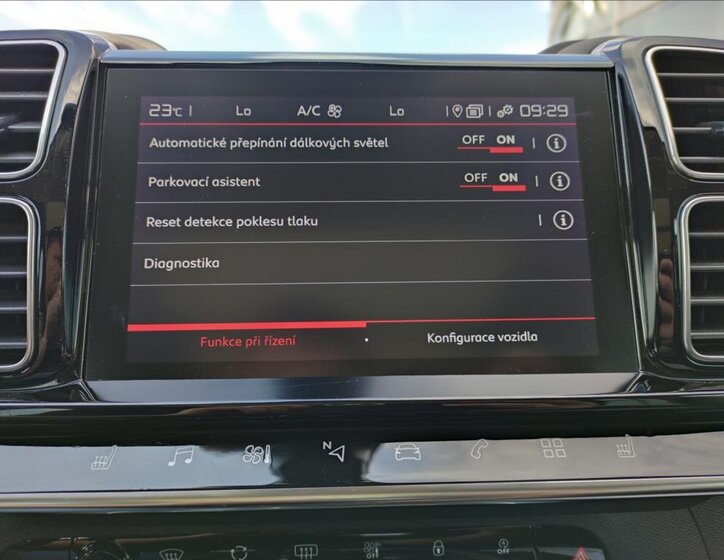 23°C Lo A/C Lo 09:29
Automatické přepínání dálkových světel OFF ON
Parkovací asistent OFF ON
Reset detekce poklesu tlaku
Diagnostika
Funkce při řízení Konfigurace vozidla
N